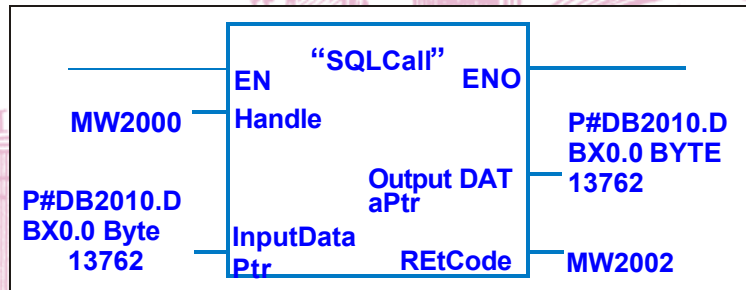 “SQLCall”
EN
ENO
MW2000
Handle
P#DB2010.D
BX0.0 BYTE
13762
Output DAT
aPtr
P#DB2010.D
BX0.0 Byte
13762
InputData
Ptr
REtCode
MW2002